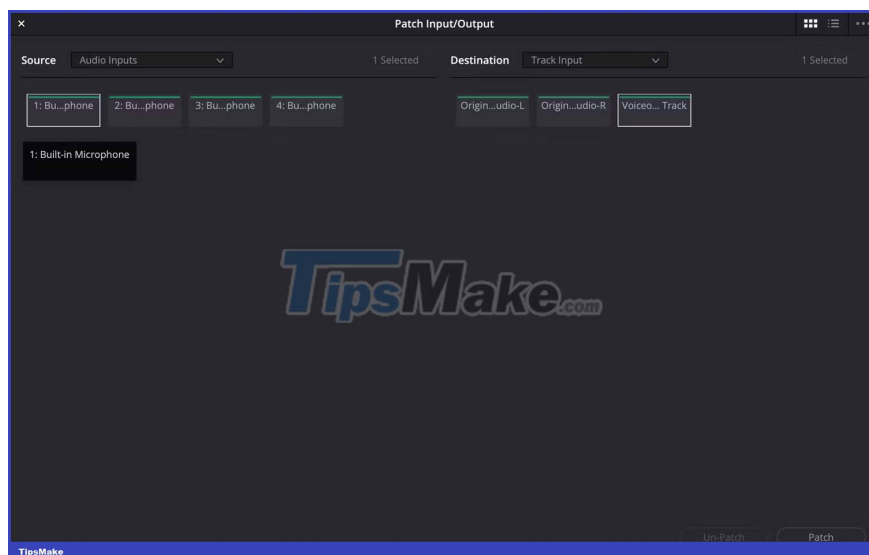 × Patch Input/Output
Source Audio Inputs 1 Selected Destination Track Input 1 Selected
1: Bu...phone 2: Bu...phone 3: Bu...phone 4: Bu...phone Origin...udio-L Origin...udio-R Voiceo... Track
1: Built-in Microphone
TipsMake.com
Un-Patch Patch
TipsMake